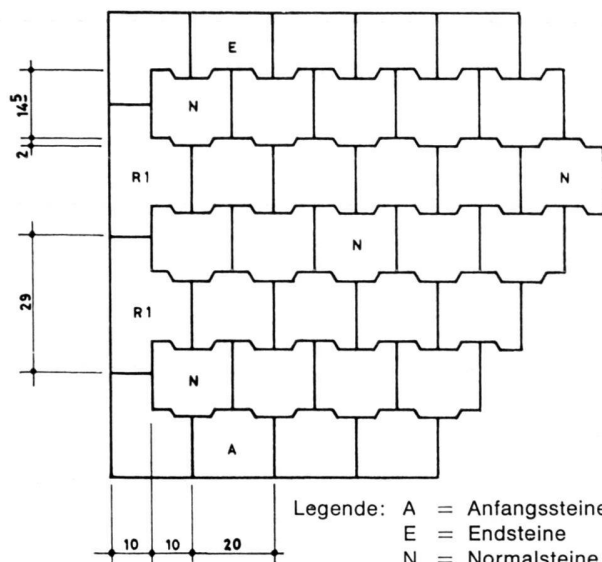 E
145
N
2
R1
N
N
29
R1
N
A
10 10 20
Legende: A = Anfangssteine
E = Endsteine
N = Normalsteine